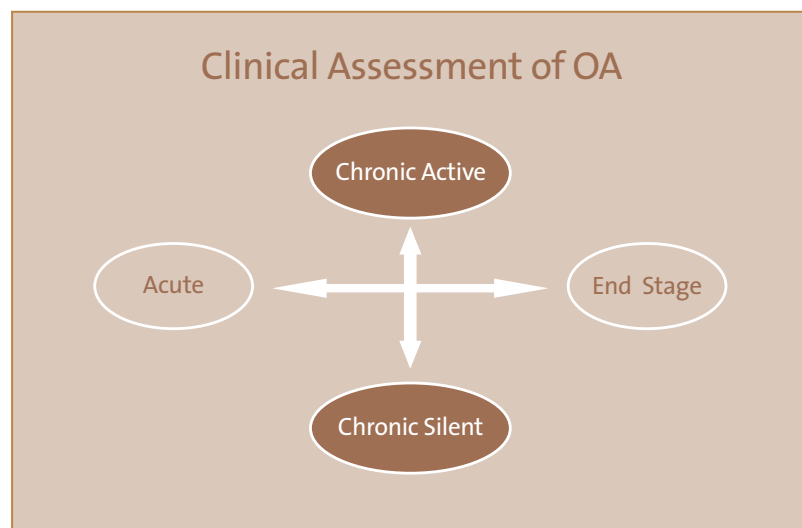 Clinical Assessment of OA
Chronic Active
Acute
End Stage
Chronic Silent